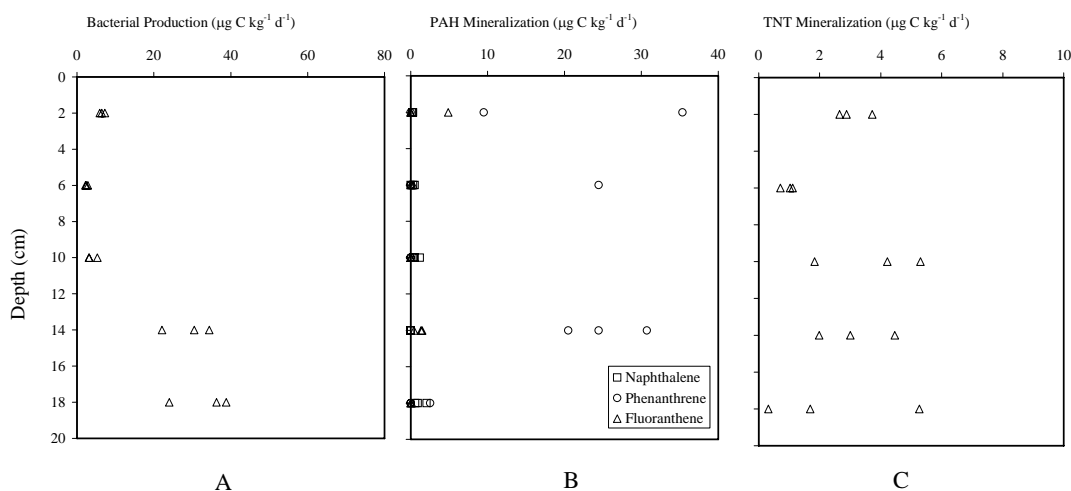 Bacterial Production (µg C kg⁻¹ d⁻¹)
0 20 40 60 80
Depth (cm)
0
2
4
6
8
10
12
14
16
18
20
A
PAH Mineralization (µg C kg⁻¹ d⁻¹)
0 10 20 30 40
Naphthalene
Phenanthrene
Fluoranthene
B
TNT Mineralization (µg C kg⁻¹ d⁻¹)
0 2 4 6 8 10
C